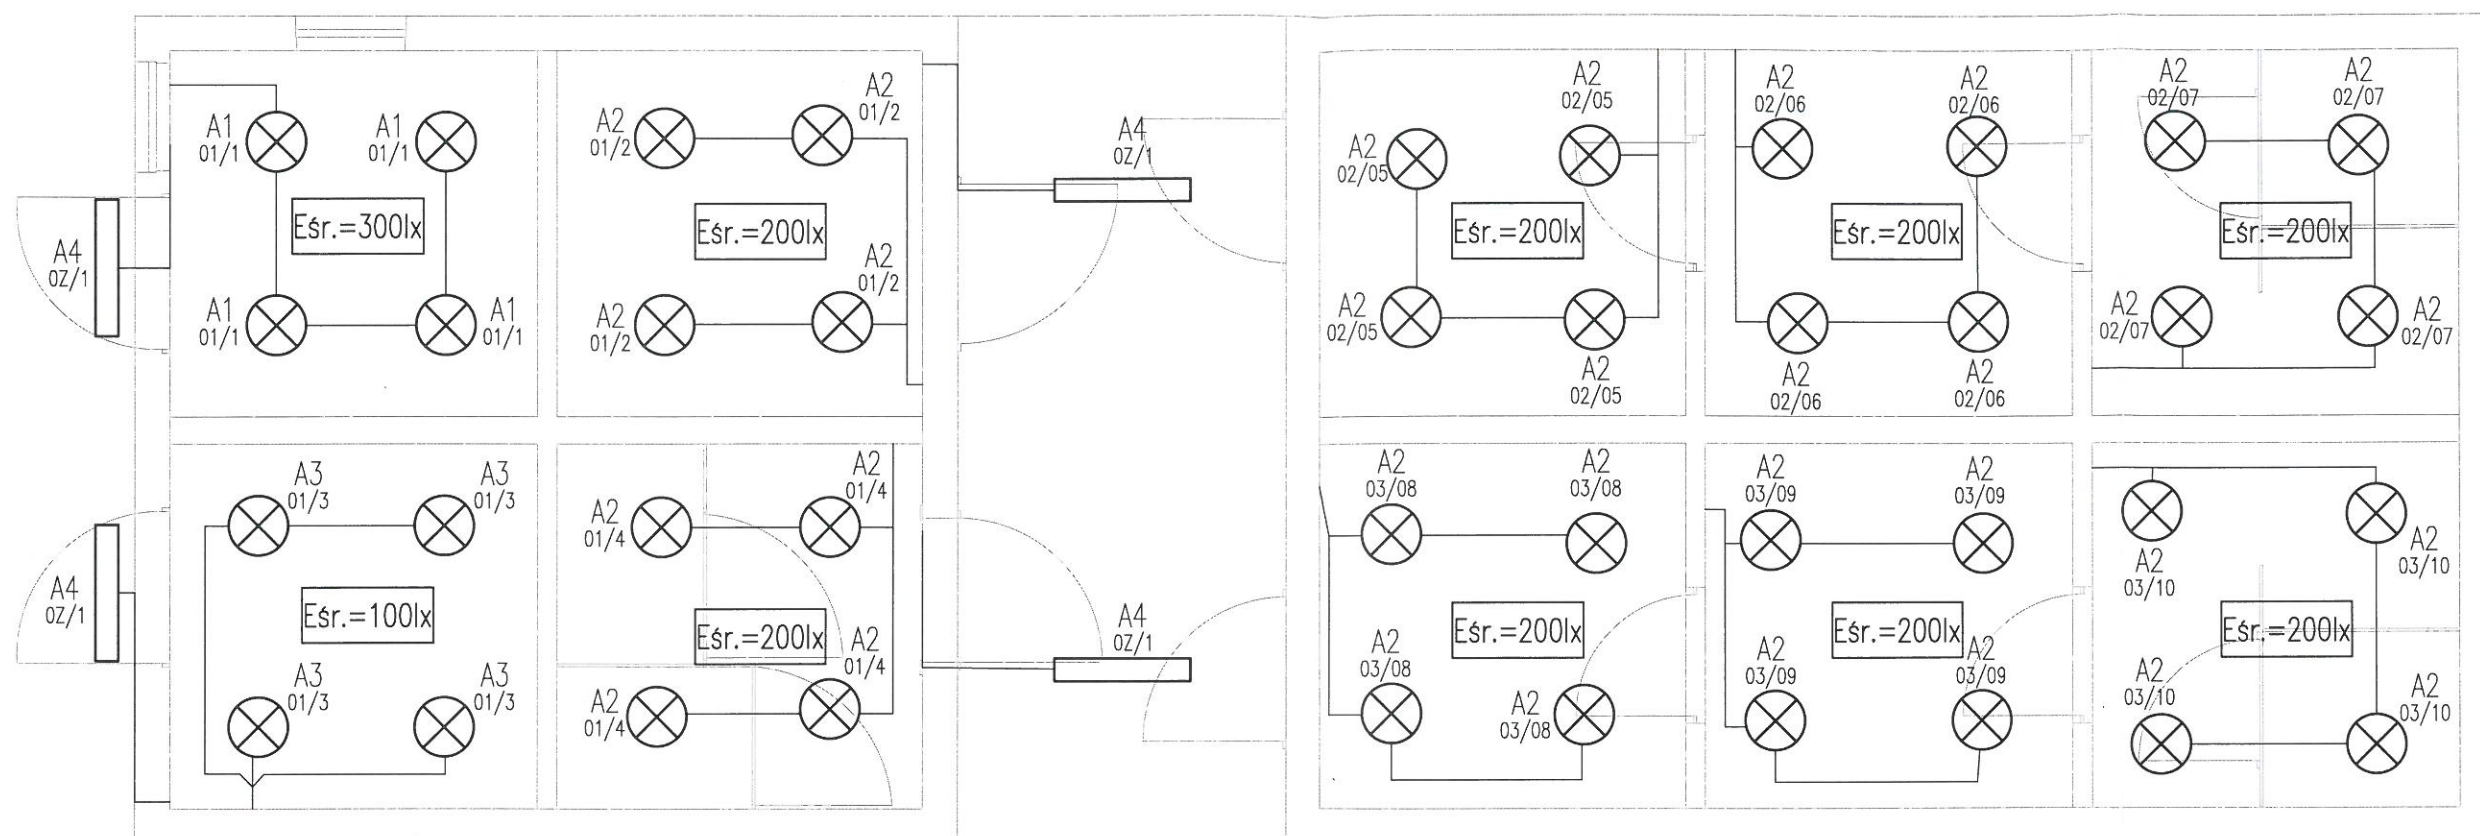 A1
01/1
A1
01/1
Eśr.=300lx
A1
01/1
A1
01/1
A4
0Z/1
A2
01/2
A2
01/2
Eśr.=200lx
A2
01/2
A2
01/2
A4
0Z/1
A2
02/05
A2
02/05
Eśr.=200lx
A2
02/05
A2
02/05
A2
02/06
A2
02/06
Eśr.=200lx
A2
02/06
A2
02/06
A2
02/07
A2
02/07
Eśr.=200lx
A2
02/07
A2
02/07
A3
01/3
A3
01/3
A4
0Z/1
Eśr.=100lx
A3
01/3
A3
01/3
A2
01/4
A2
01/4
Eśr.=200lx
A2
01/4
A2
01/4
A4
0Z/1
A2
03/08
A2
03/08
Eśr.=200lx
A2
03/08
A2
03/08
A2
03/09
A2
03/09
Eśr.=200lx
A2
03/09
A2
03/09
A2
03/10
A2
03/10
Eśr.=200lx
A2
03/10
A2
03/10